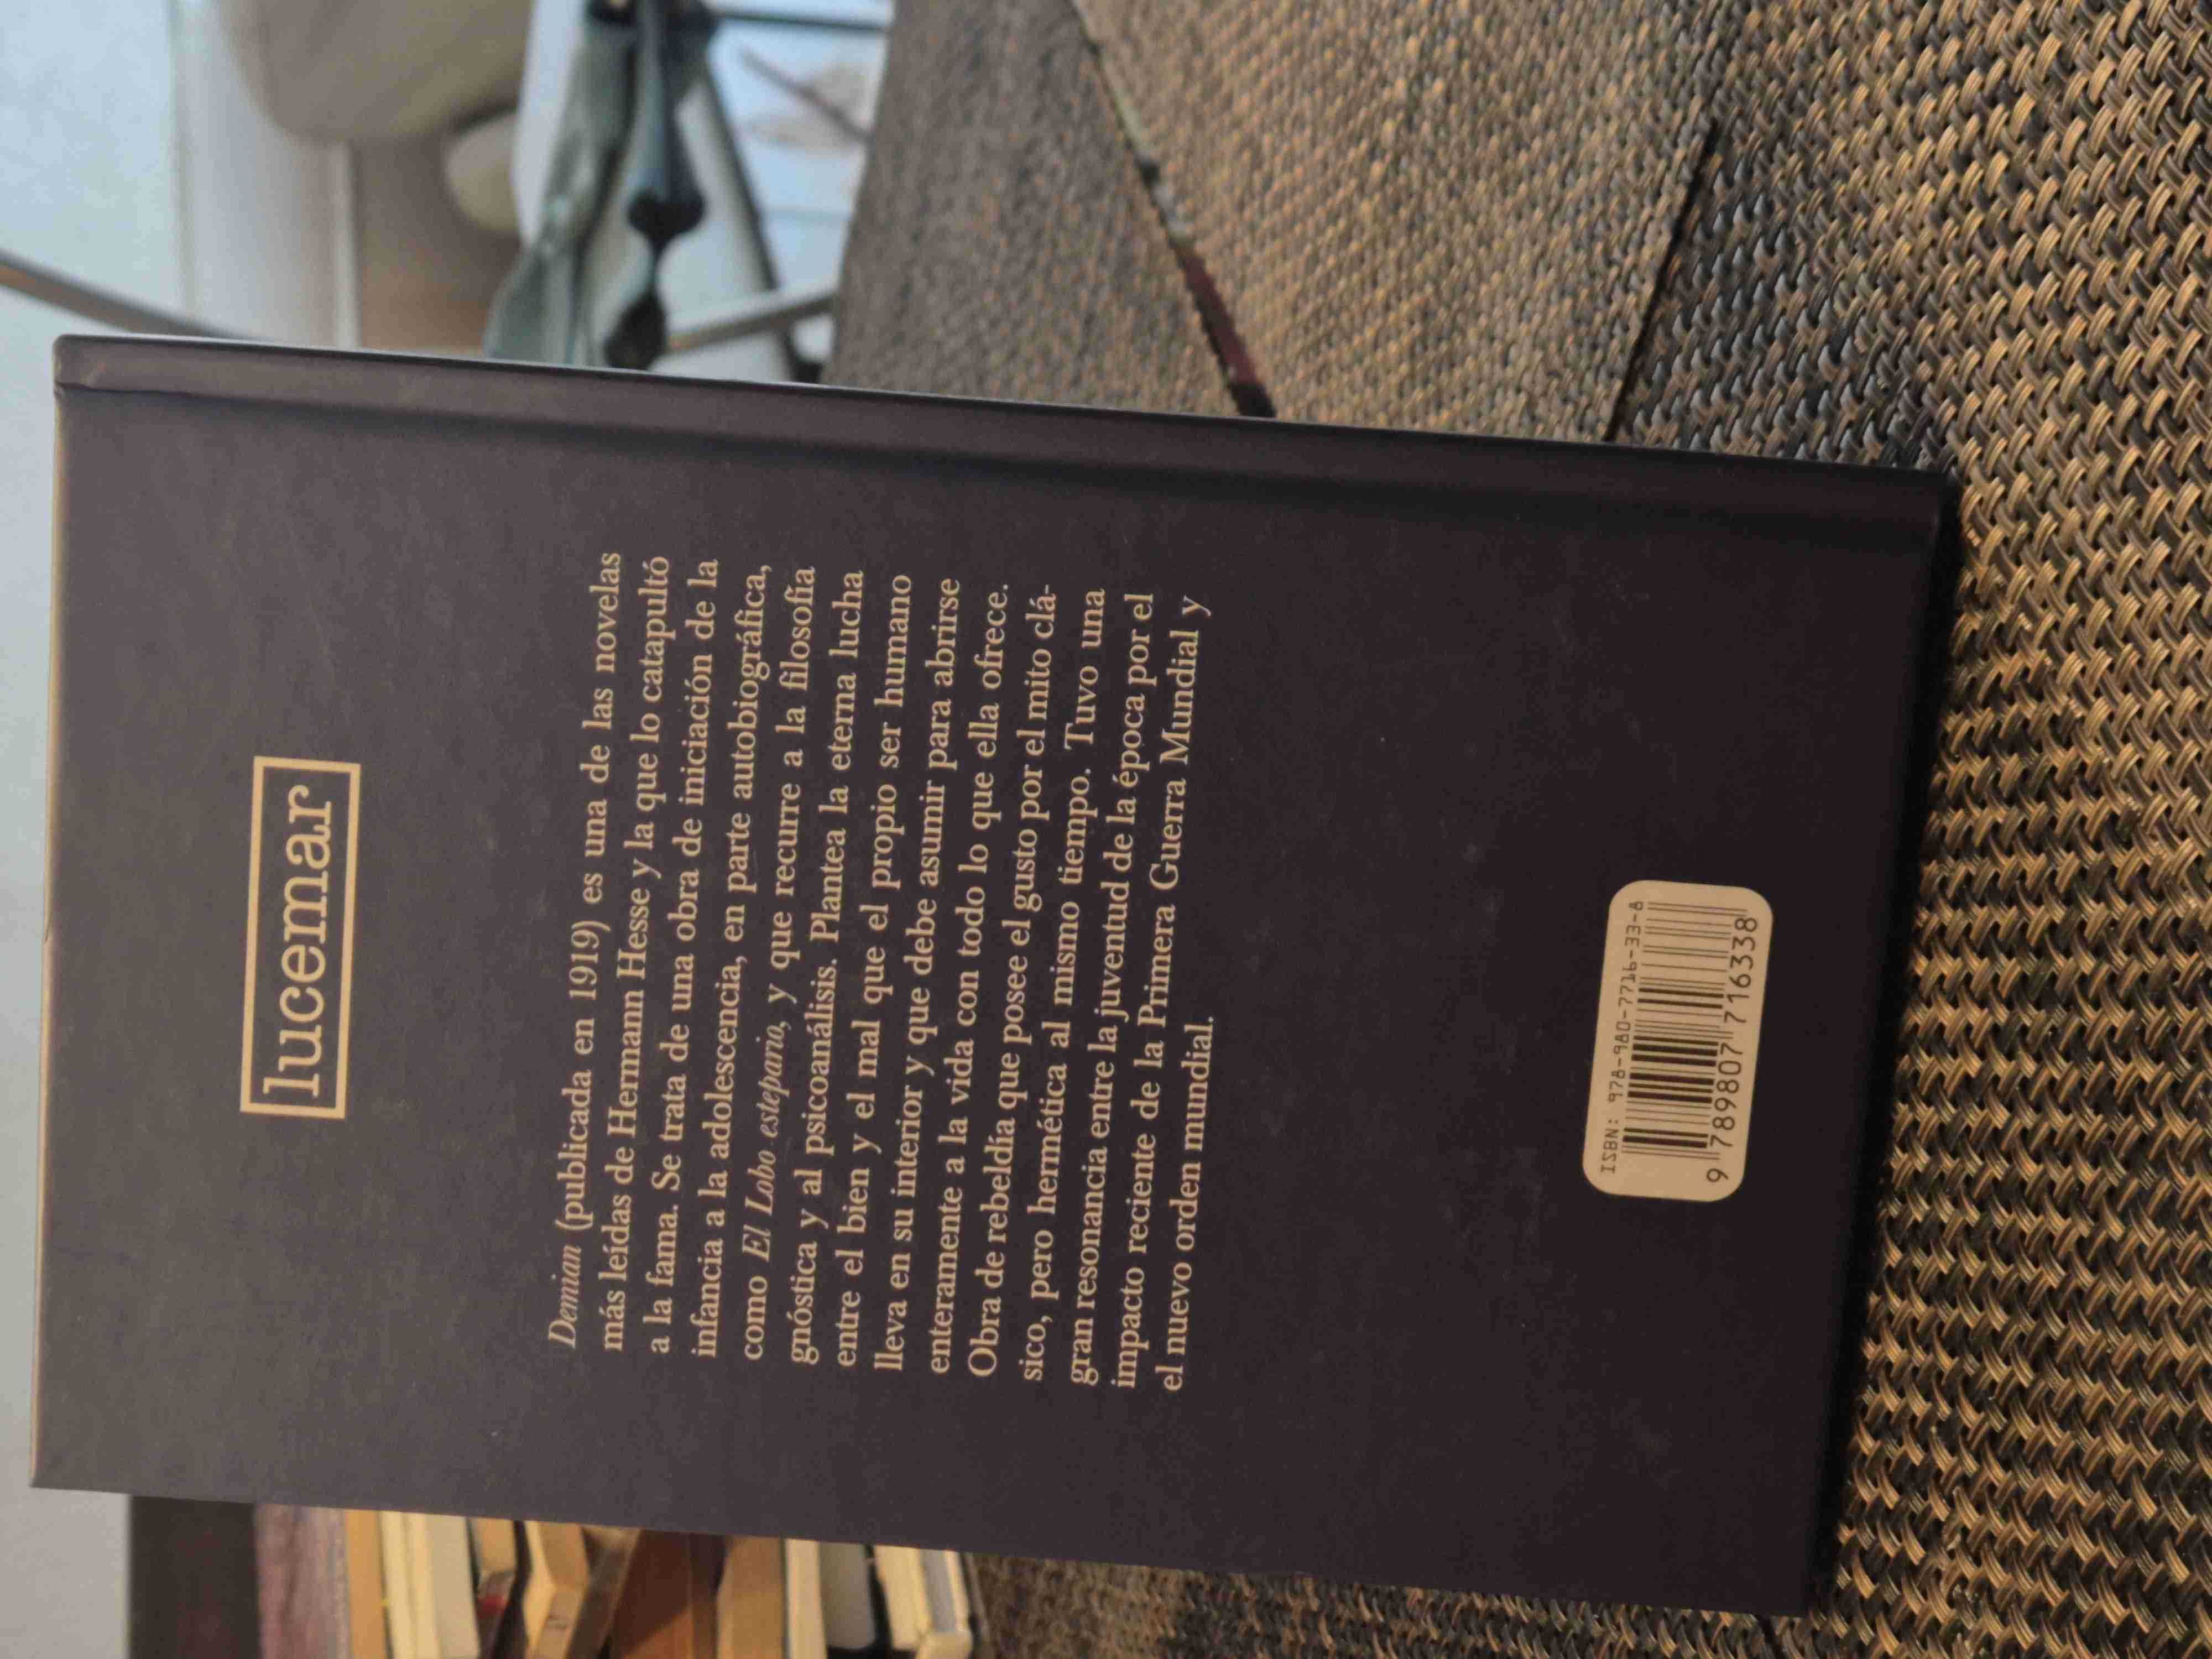 lucemar
Demian (publicada en 1919) es una de las novelas
más leídas de Hermann Hesse y la que lo catapultó
a la fama. Se trata de una obra de iniciación de la
infancia a la adolescencia, en parte autobiográfica,
como El Lobo estepario, y que recurre a la filosofía
gnóstica y al psicoanálisis. Plantea la eterna lucha
entre el bien y el mal que el propio ser humano
lleva en su interior y que debe asumir para abrirse
enteramente a la vida con todo lo que ella ofrece.
Obra de rebeldía que posee el gusto por el mito clá-
sico, pero hermética al mismo tiempo. Tuvo una
gran resonancia entre la juventud de la época por el
impacto reciente de la Primera Guerra Mundial y
el nuevo orden mundial.
ISBN: 978-980-7716-33-8
9 789807 716338